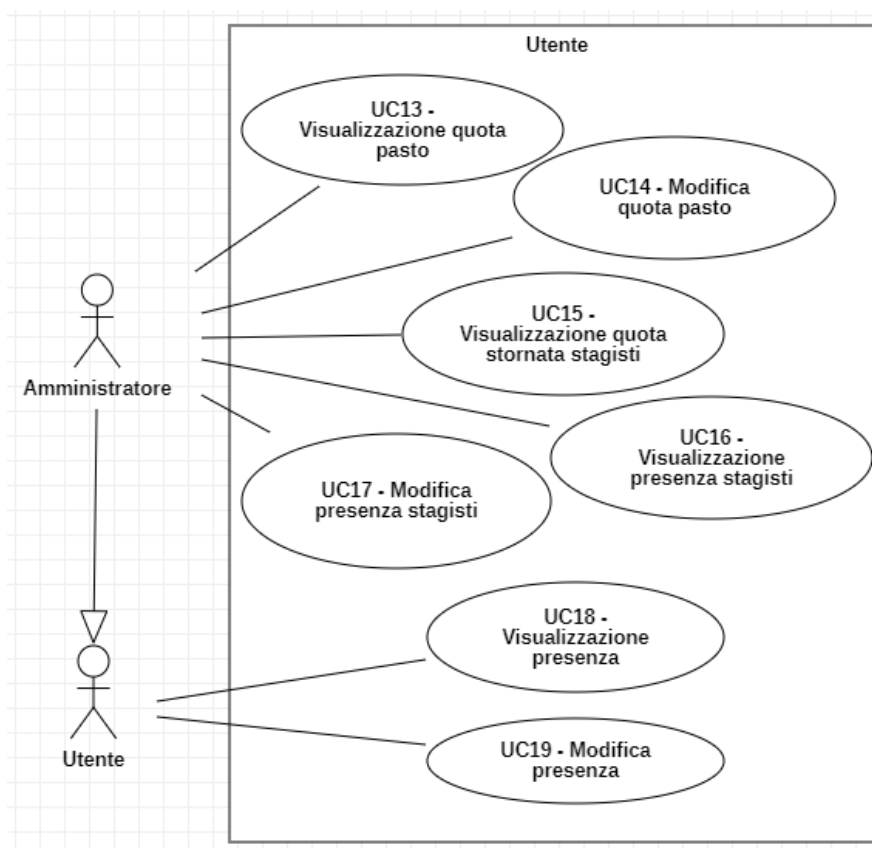 Utente
UC13 -
Visualizzazione quota
pasto
UC14 - Modifica
quota pasto
UC15 -
Visualizzazione quota
stornata stagisti
Amministratore
UC16 -
Visualizzazione
presenza stagisti
UC17 - Modifica
presenza stagisti
UC18 -
Visualizzazione
presenza
Utente
UC19 - Modifica
presenza